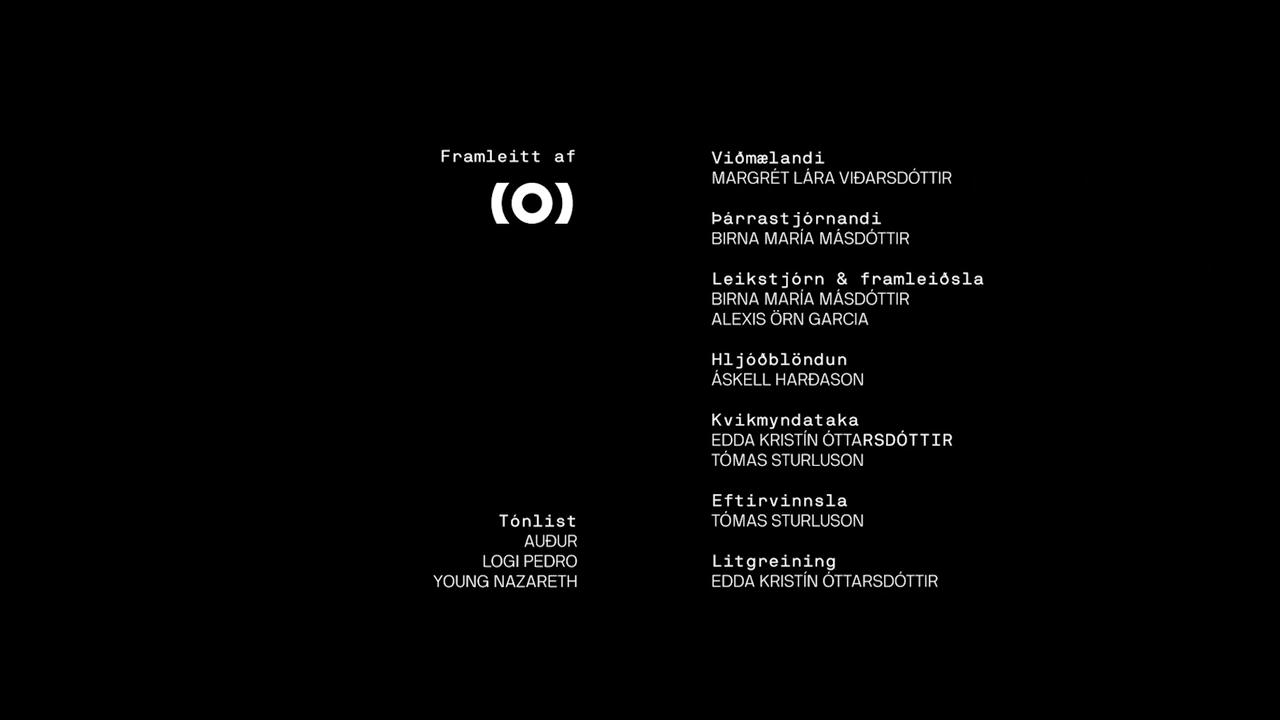 Framleitt af
(O)
Tónlist
AUÐUR
LOGI PEDRO
YOUNG NAZARETH
Viðmælandi
MARGRÉT LÁRA VIÐARSDÓTTIR
Þárrastjórnandi
BIRNA MARÍA MÁSDÓTTIR
Leikstjórn & framleiðsla
BIRNA MARÍA MÁSDÓTTIR
ALEXIS ÖRN GARCIA
Hljóðblöndun
ÁSKELL HARÐASON
Kvikmyndataka
EDDA KRISTÍN ÓTTARSDÓTTIR
TÓMAS STURLUSON
Eftirvinnsla
TÓMAS STURLUSON
Litgreining
EDDA KRISTÍN ÓTTARSDÓTTIR